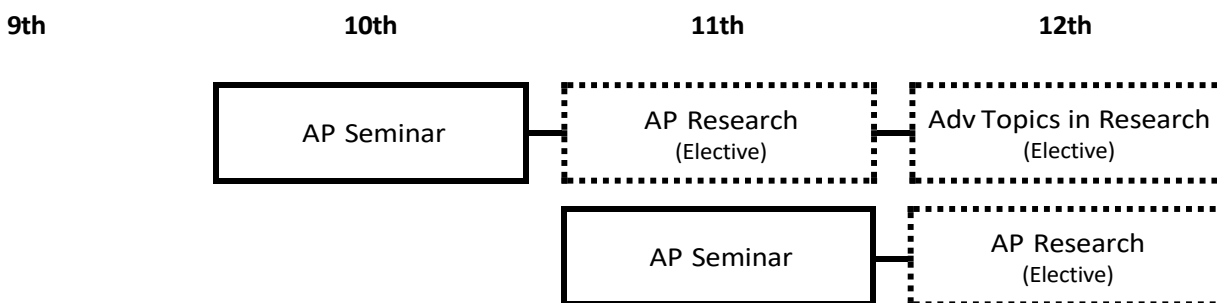 9th 10th 11th 12th
AP Seminar AP Research Adv Topics in Research
(Elective) (Elective)
AP Seminar AP Research
(Elective)